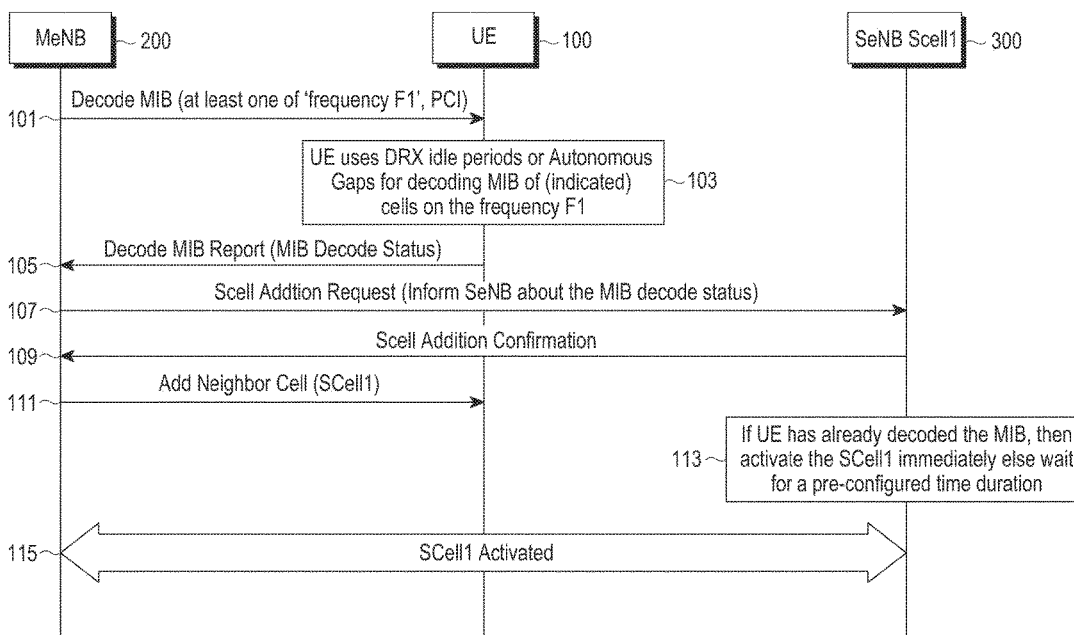 MeNB
200
UE
100
SeNB Scell1
300
Decode MIB (at least one of 'frequency F1', PCI)
101
UE uses DRX idle periods or Autonomous
Gaps for decoding MIB of (indicated)
cells on the frequency F1
103
Decode MIB Report (MIB Decode Status)
105
Scell Addtion Request (Inform SeNB about the MIB decode status)
107
Scell Addition Confirmation
109
Add Neighbor Cell (SCell1)
111
If UE has already decoded the MIB, then
activate the SCell1 immediately else wait
for a pre-configured time duration
113
SCell1 Activated
115